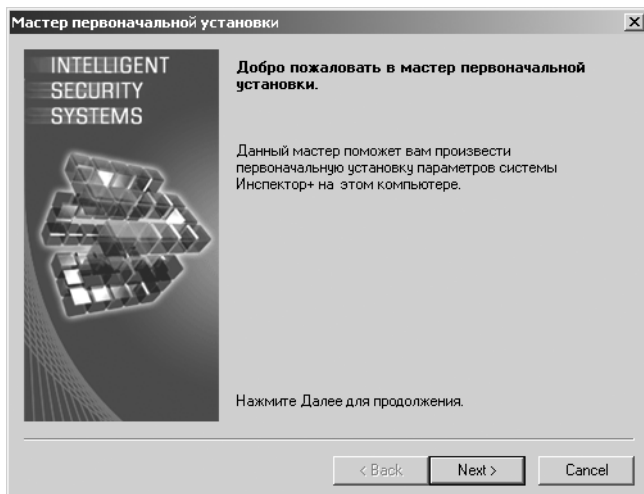 Мастер первоначальной установки
INTELLIGENT
SECURITY
SYSTEMS
Добро пожаловать в мастер первоначальной
установки.
Данный мастер поможет вам произвести
первоначальную установку параметров системы
Инспектор+ на этом компьютере.
Нажмите Далее для продолжения.
< Back
Next >
Cancel